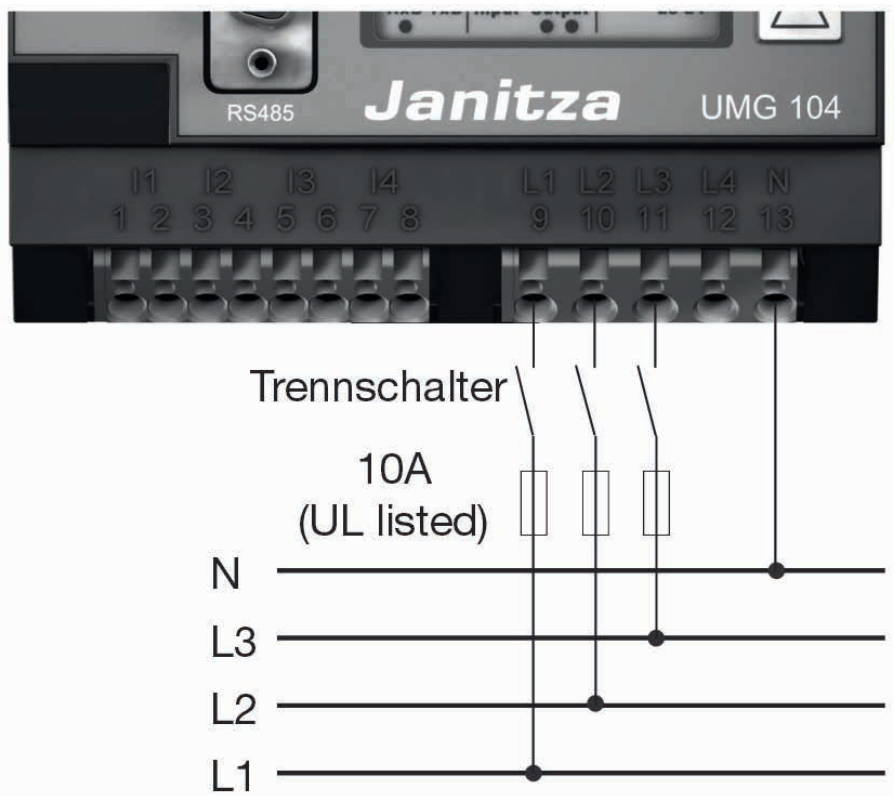 RS485
Janitza
UMG 104
I1 I2 I3 I4 L1 L2 L3 L4 N
1 2 3 4 5 6 7 8 9 10 11 12 13
Trennschalter
10A
(UL listed)
N
L3
L2
L1